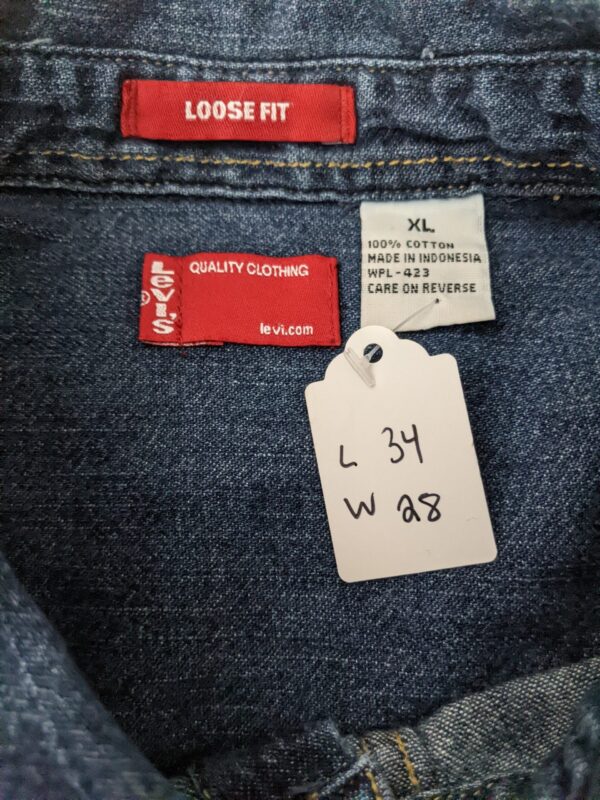 LOOSE FIT
XL
100% COTTON
MADE IN INDONESIA
WPL-423
CARE ON REVERSE
Levi's
®
QUALITY CLOTHING
levi.com
L 34
W 28